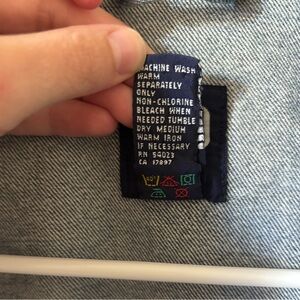 MACHINE WASH
WARM
SEPARATELY
ONLY
NON-CHLORINE
BLEACH WHEN
NEEDED TUMBLE
DRY MEDIUM
WARM IRON
IF NECESSARY
RN 54023
CA 17897